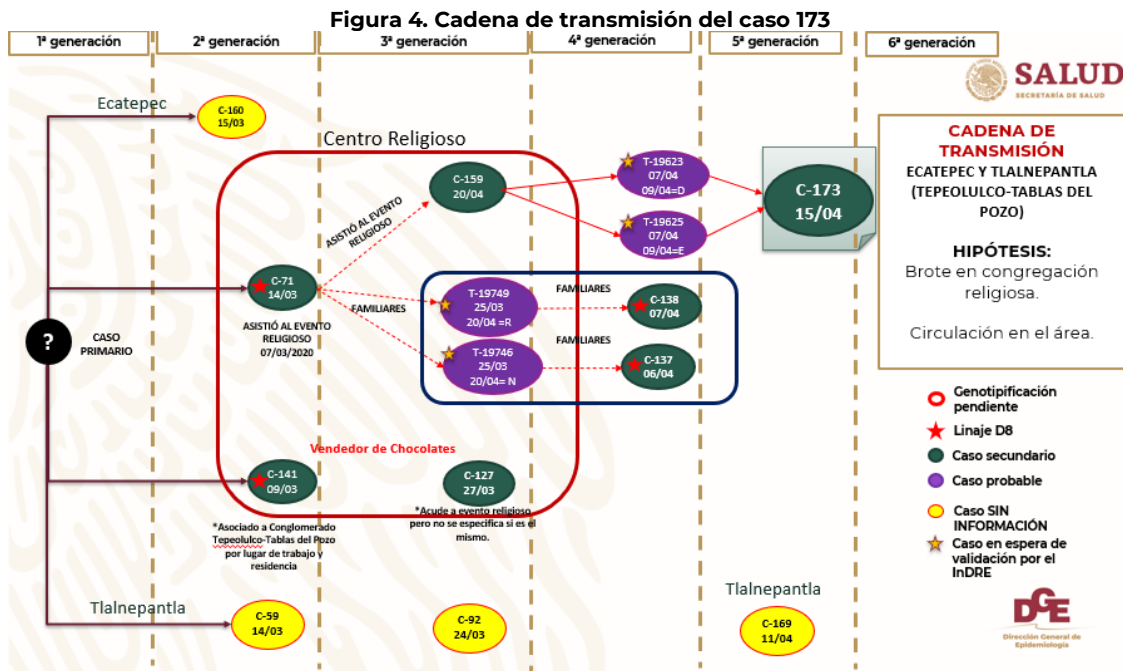 Figura 4. Cadena de transmisión del caso 173
1ª generación
2ª generación
3ª generación
4ª generación
5ª generación
6ª generación
SALUD
SECRETARÍA DE SALUD
Ecatepec
C-160
15/03
Centro Religioso
C-159
20/04
T-19623
07/04
09/04=D
T-19625
07/04
09/04=E
C-173
15/04
CADENA DE
TRANSMISIÓN
ECATEPEC Y TLALNEPANTLA
(TEPEOLULCO-TABLAS DEL
POZO)
HIPÓTESIS:
Brote en congregación
religiosa.
Circulación en el área.
ASISTIÓ AL EVENTO
RELIGIOSO
C-71
14/03
ASISTIÓ AL EVENTO
RELIGIOSO
07/03/2020
FAMILIARES
T-19749
25/03
20/04 =R
FAMILIARES
C-138
07/04
T-19746
25/03
20/04= N
FAMILIARES
C-137
06/04
?
CASO
PRIMARIO
Vendedor de Chocolates
C-141
09/03
*Asociado a Conglomerado
Tepeolulco-Tablas del Pozo
por lugar de trabajo y
residencia
C-127
27/03
*Acude a evento religioso
pero no se especifica si es el
mismo.
Genotipificación
pendiente
Linaje D8
Caso secundario
Caso probable
Caso SIN
INFORMACIÓN
Caso en espera de
validación por el
InDRE
Tlalnepantla
C-59
14/03
C-92
24/03
Tlalnepantla
C-169
11/04
DGE
Dirección General de
Epidemiología